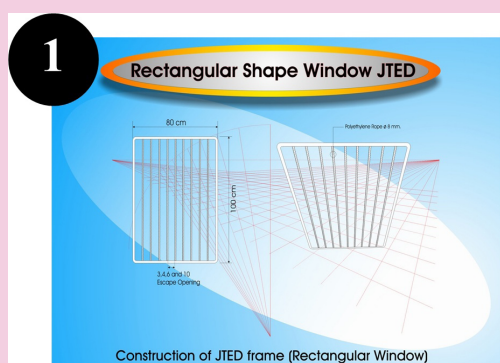 1
Rectangular Shape Window JTED
80 cm
Polyethylene Rope ø 8 mm.
100 cm
3,4,6 and 10
Escape Opening
Construction of JTED frame (Rectangular Window)